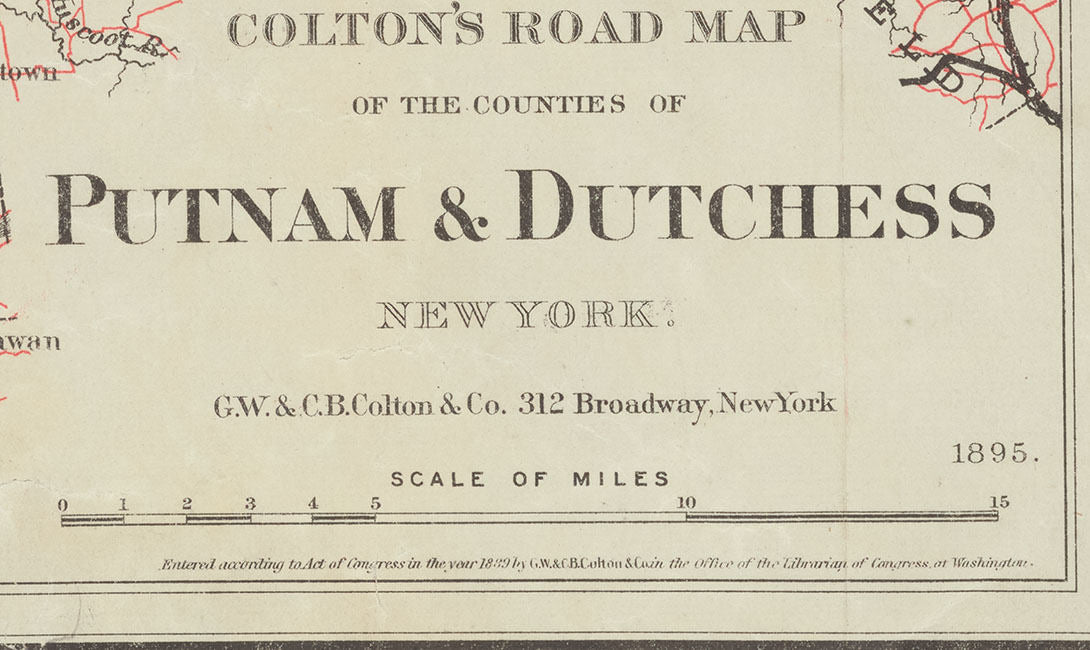 uscoot R.
COLTON'S ROAD MAP
E L D
town
OF THE COUNTIES OF
PUTNAM & DUTCHESS
NEW YORK.
awan
G.W. & C.B. Colton & Co. 312 Broadway, New York
1895.
SCALE OF MILES
0 1 2 3 4 5 10 15
Entered according to Act of Congress in the year 1889 by G.W. & C.B. Colton & Co. in the Office of the Librarian of Congress, at Washington.